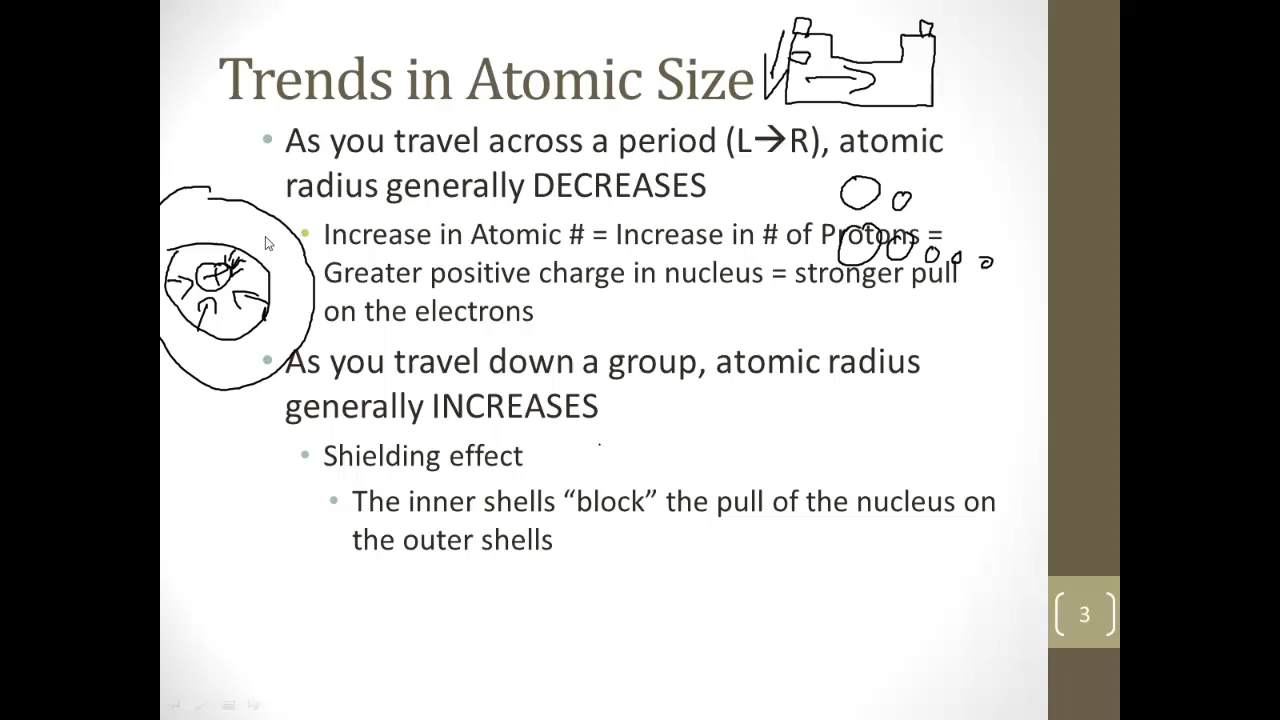 Trends in Atomic Size
• As you travel across a period (L→R), atomic
radius generally DECREASES
• Increase in Atomic # = Increase in # of Protons =
Greater positive charge in nucleus = stronger pull
on the electrons
• As you travel down a group, atomic radius
generally INCREASES
• Shielding effect
• The inner shells “block” the pull of the nucleus on
the outer shells
3